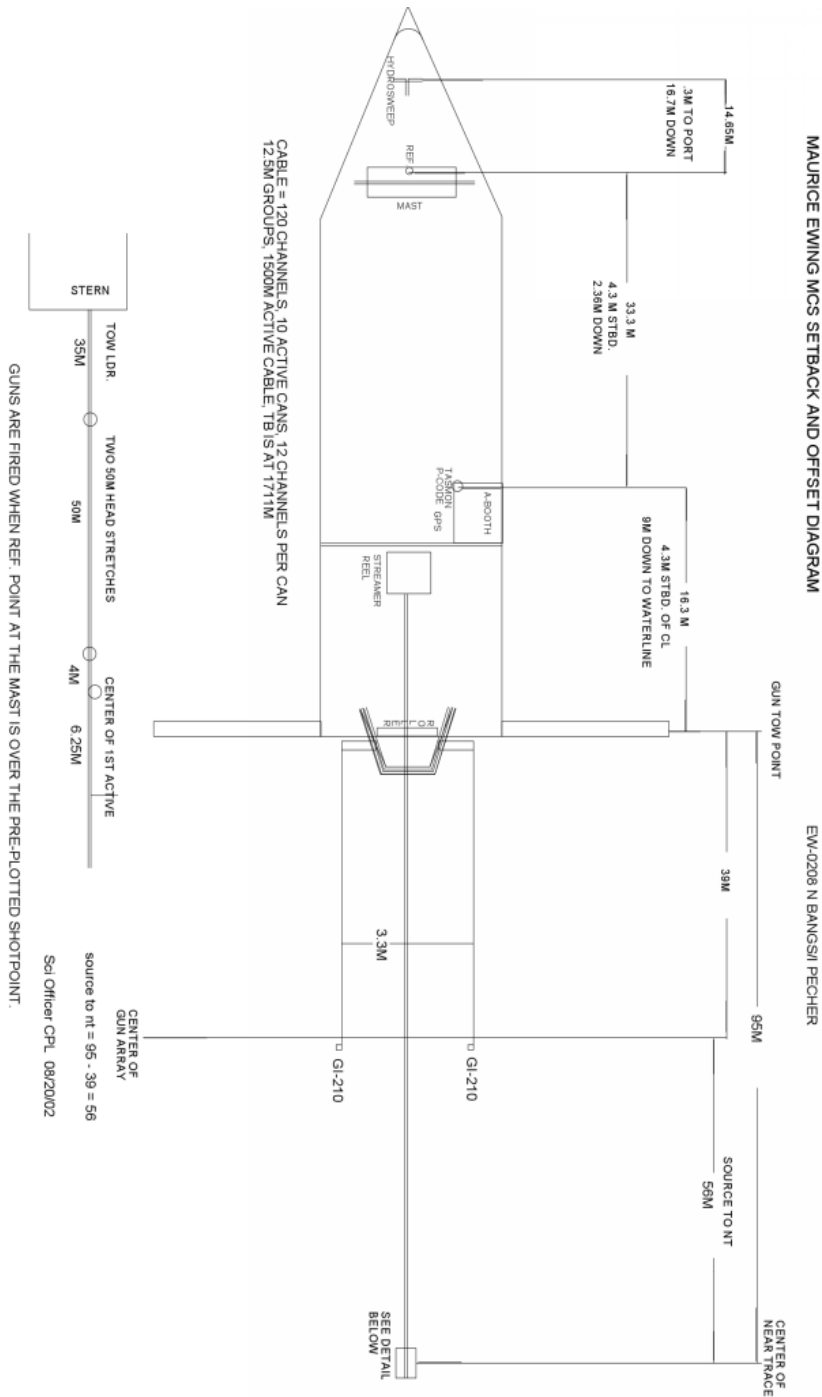 MAURICE EWING MCS SETBACK AND OFFSET DIAGRAM
EW-0208 N BANGS/I PECHER
14.65M
.3M TO PORT
16.7M DOWN
33.3 M
4.3 M STBD.
2.36M DOWN
16.3 M
4.3M STBD. OF CL
9M DOWN TO WATERLINE
GUN TOW POINT
39M
95M
SOURCE TO NT
56M
CENTER OF
NEAR TRACE
HYDROSWEEP
REF
MAST
A-BOOTH
TASMON
P-CODE GPS
STREAMER
REEL
3.3M
GI-210
GI-210
CENTER OF
GUN ARRAY
SEE DETAIL
BELOW
CABLE = 120 CHANNELS, 10 ACTIVE CANS, 12 CHANNELS PER CAN
12.5M GROUPS, 1500M ACTIVE CABLE, TB IS AT 1711M
STERN
TOW LDR.
35M
TWO 50M HEAD STRETCHES
50M
4M
CENTER OF 1ST ACTIVE
6.25M
source to nt = 95 - 39 = 56
Sci Officer CPL 08/20/02
GUNS ARE FIRED WHEN REF. POINT AT THE MAST IS OVER THE PRE-PLOTTED SHOTPOINT.